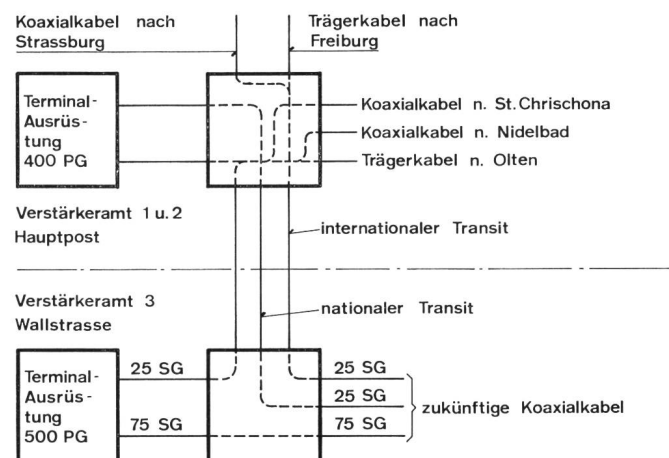 Koaxialkabel nach
Strassburg
Trägerkabel nach
Freiburg
Terminal-
Ausrüs-
tung
400 PG
Koaxialkabel n. St. Chrischona
Koaxialkabel n. Nidelbad
Trägerkabel n. Olten
Verstärkeramt 1 u. 2
Hauptpost
internationaler Transit
Verstärkeramt 3
Wallstrasse
nationaler Transit
Terminal-
Ausrüs-
tung
500 PG
25 SG
75 SG
25 SG
25 SG
75 SG
zukünftige Koaxialkabel